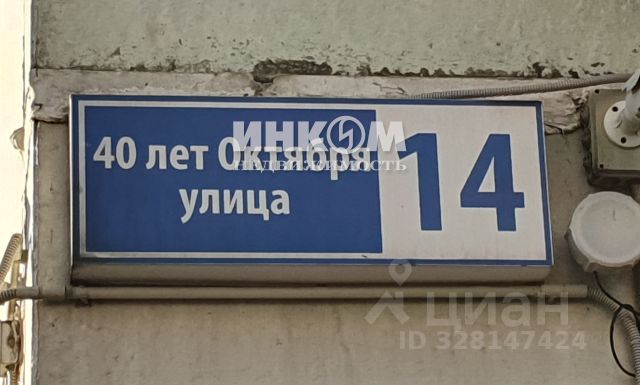 ИНКОМ
НЕДВИЖИМОСТЬ
40 лет Октября
улица
14
циан
ID 328147424